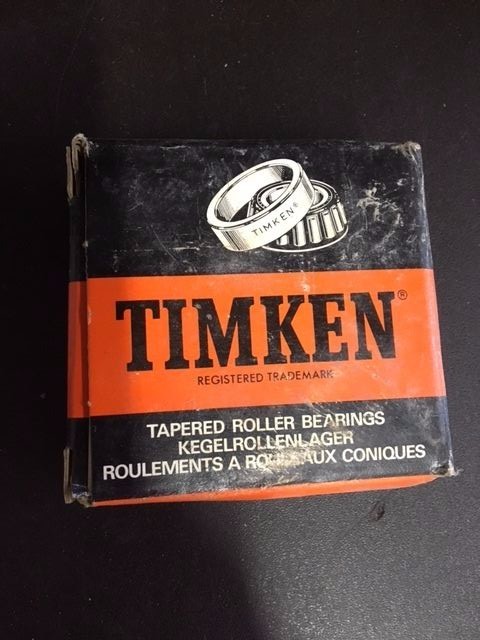 TIMKEN®
TIMKEN®
REGISTERED TRADEMARK
TAPERED ROLLER BEARINGS
KEGELROLLENLAGER
ROULEMENTS A ROULEAUX CONIQUES